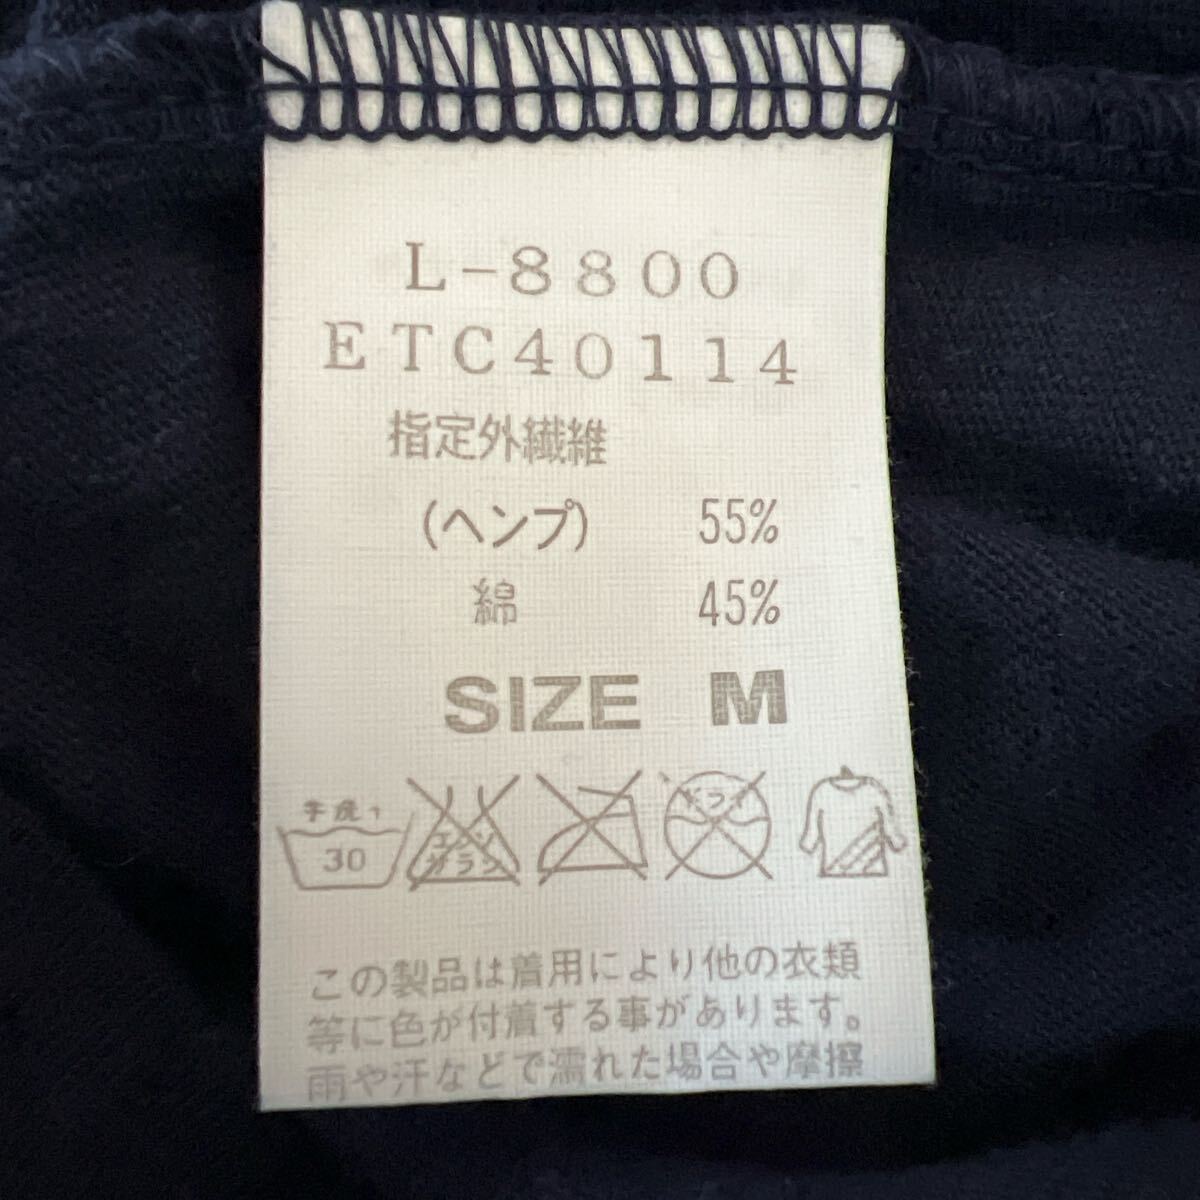 L-8800
ETC40114
指定外繊維
(ヘンプ) 55%
綿 45%
SIZE M
手洗イ
30
エンソ
サラシ
ドライ
この製品は着用により他の衣類
等に色が付着する事があります。
雨や汗などで濡れた場合や摩擦